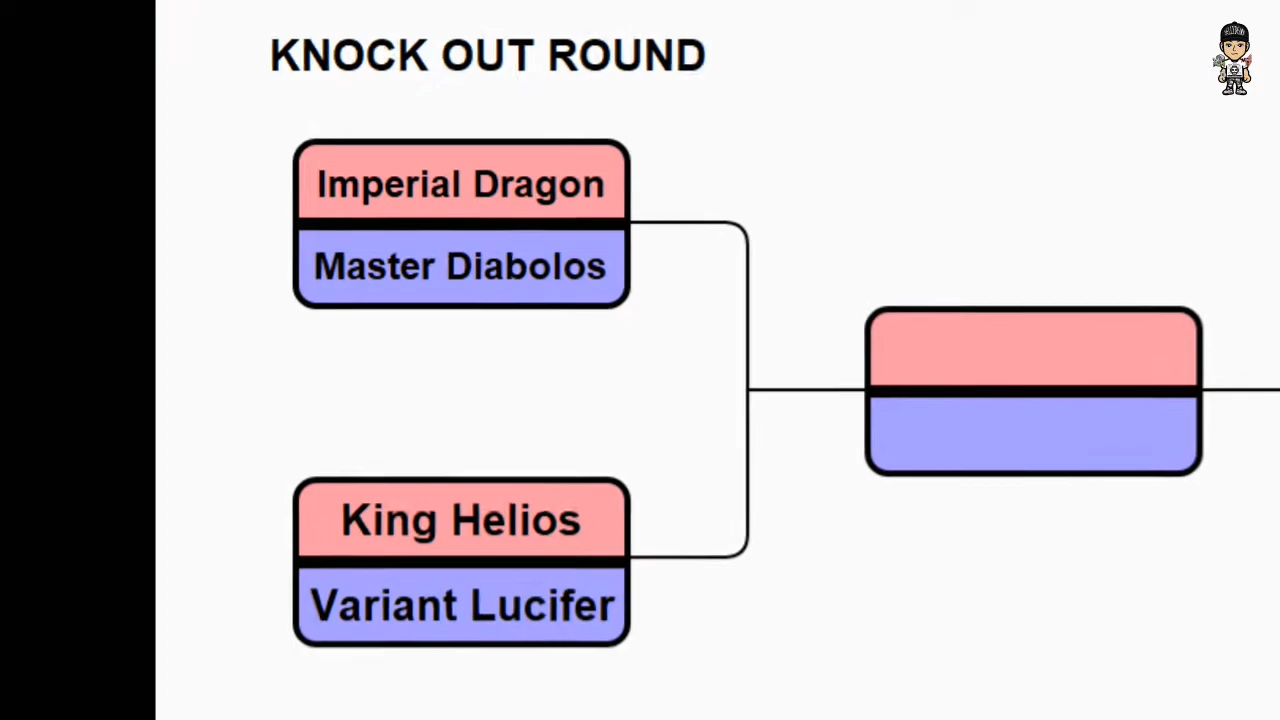 KNOCK OUT ROUND
Imperial Dragon
Master Diabolos
King Helios
Variant Lucifer